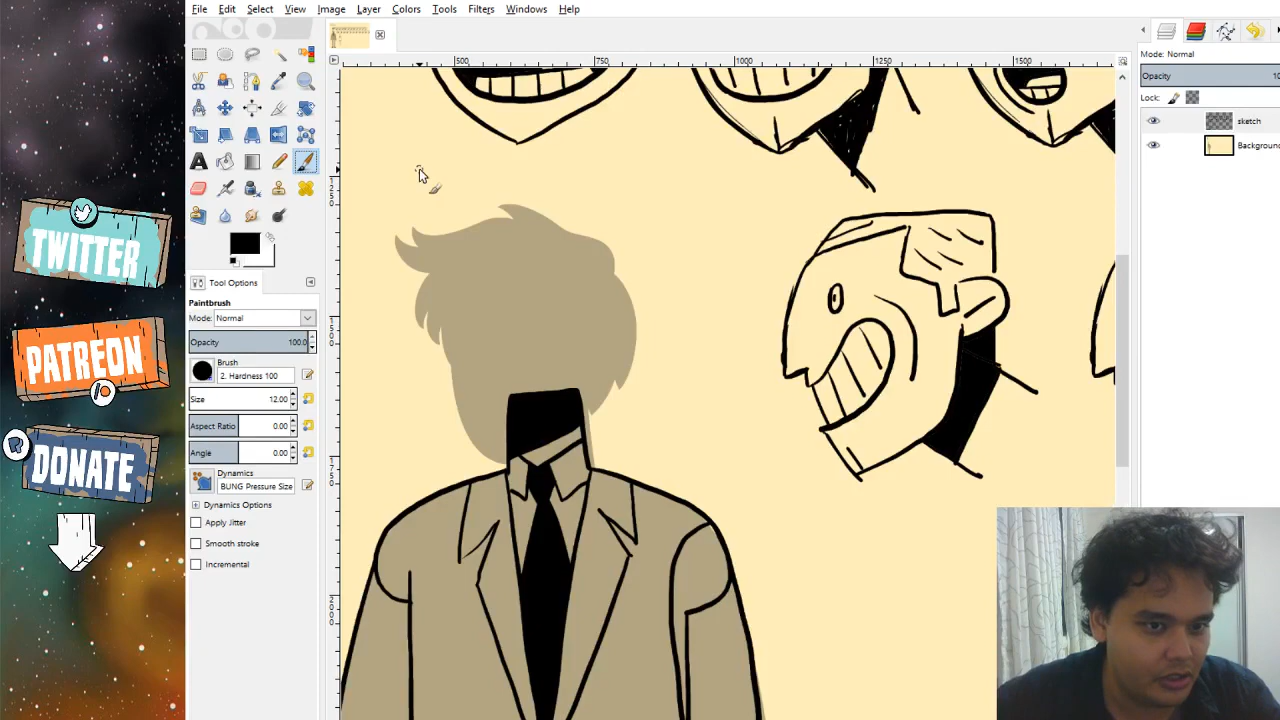 File Edit Select View Image Layer Colors Tools Filters Windows Help
500 750 1000 1250 1500
Mode: Normal
Opacity 10
Lock:
sketch
Background
TWITTER
PATREON
DONATE
Tool Options
Paintbrush
Mode: Normal
Opacity 100.0
Brush
2. Hardness 100
Size 12.00
Aspect Ratio 0.00
Angle 0.00
Dynamics
BUNG Pressure Size
Dynamics Options
Apply Jitter
Smooth stroke
Incremental